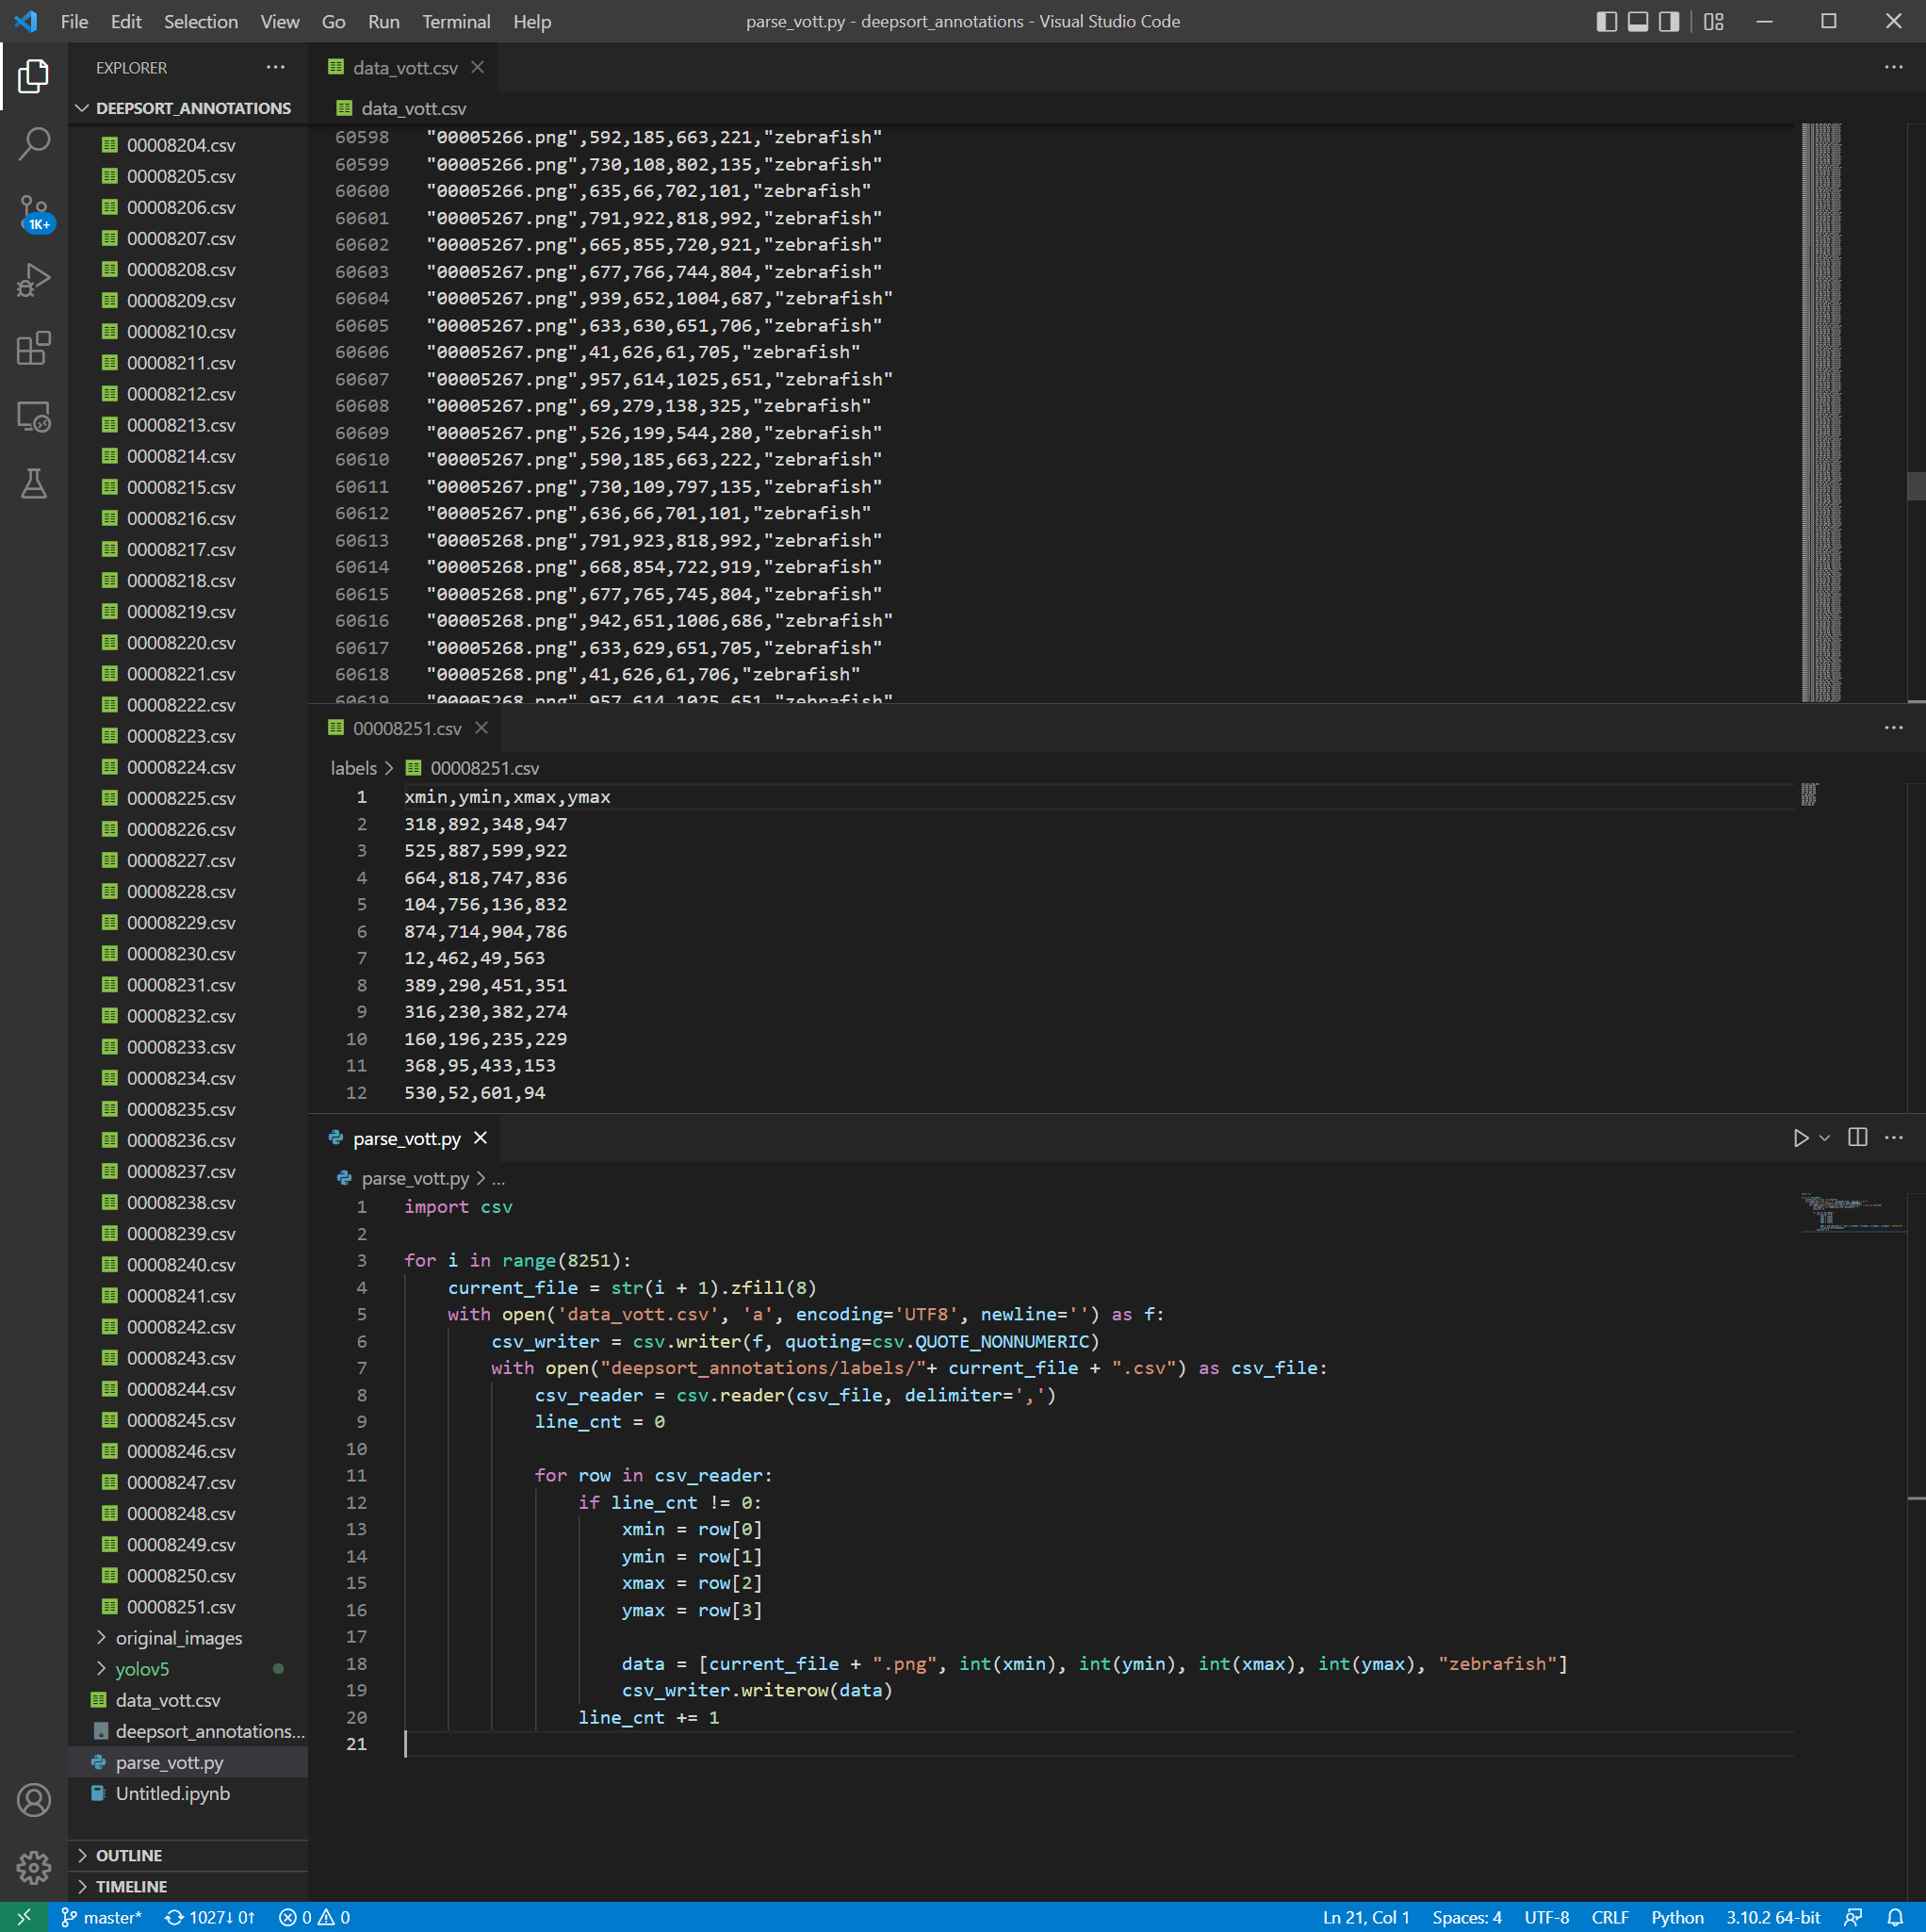 File Edit Selection View Go Run Terminal Help
parse_vott.py - deepsort_annotations - Visual Studio Code
EXPLORER
DEEPSORT_ANNOTATIONS
1K+
00008204.csv
00008205.csv
00008206.csv
00008207.csv
00008208.csv
00008209.csv
00008210.csv
00008211.csv
00008212.csv
00008213.csv
00008214.csv
00008215.csv
00008216.csv
00008217.csv
00008218.csv
00008219.csv
00008220.csv
00008221.csv
00008222.csv
00008223.csv
00008224.csv
00008225.csv
00008226.csv
00008227.csv
00008228.csv
00008229.csv
00008230.csv
00008231.csv
00008232.csv
00008233.csv
00008234.csv
00008235.csv
00008236.csv
00008237.csv
00008238.csv
00008239.csv
00008240.csv
00008241.csv
00008242.csv
00008243.csv
00008244.csv
00008245.csv
00008246.csv
00008247.csv
00008248.csv
00008249.csv
00008250.csv
00008251.csv
original_images
yolov5
data_vott.csv
deepsort_annotations...
parse_vott.py
Untitled.ipynb
OUTLINE
TIMELINE
data_vott.csv
data_vott.csv
60598 "00005266.png",592,185,663,221,"zebrafish"
60599 "00005266.png",730,108,802,135,"zebrafish"
60600 "00005266.png",635,66,702,101,"zebrafish"
60601 "00005267.png",791,922,818,992,"zebrafish"
60602 "00005267.png",665,855,720,921,"zebrafish"
60603 "00005267.png",677,766,744,804,"zebrafish"
60604 "00005267.png",939,652,1004,687,"zebrafish"
60605 "00005267.png",633,630,651,706,"zebrafish"
60606 "00005267.png",41,626,61,705,"zebrafish"
60607 "00005267.png",957,614,1025,651,"zebrafish"
60608 "00005267.png",69,279,138,325,"zebrafish"
60609 "00005267.png",526,199,544,280,"zebrafish"
60610 "00005267.png",590,185,663,222,"zebrafish"
60611 "00005267.png",730,109,797,135,"zebrafish"
60612 "00005267.png",636,66,701,101,"zebrafish"
60613 "00005268.png",791,923,818,992,"zebrafish"
60614 "00005268.png",668,854,722,919,"zebrafish"
60615 "00005268.png",677,765,745,804,"zebrafish"
60616 "00005268.png",942,651,1006,686,"zebrafish"
60617 "00005268.png",633,629,651,705,"zebrafish"
60618 "00005268.png",41,626,61,706,"zebrafish"
60619 "00005268.png",957,614,1025,651,"zebrafish"
00008251.csv
labels > 00008251.csv
1 xmin,ymin,xmax,ymax
2 318,892,348,947
3 525,887,599,922
4 664,818,747,836
5 104,756,136,832
6 874,714,904,786
7 12,462,49,563
8 389,290,451,351
9 316,230,382,274
10 160,196,235,229
11 368,95,433,153
12 530,52,601,94
parse_vott.py
parse_vott.py > ...
1 import csv
2
3 for i in range(8251):
4 current_file = str(i + 1).zfill(8)
5 with open('data_vott.csv', 'a', encoding='UTF8', newline='') as f:
6 csv_writer = csv.writer(f, quoting=csv.QUOTE_NONNUMERIC)
7 with open("deepsort_annotations/labels/"+ current_file + ".csv") as csv_file:
8 csv_reader = csv.reader(csv_file, delimiter=',')
9 line_cnt = 0
10
11 for row in csv_reader:
12 if line_cnt != 0:
13 xmin = row[0]
14 ymin = row[1]
15 xmax = row[2]
16 ymax = row[3]
17
18 data = [current_file + ".png", int(xmin), int(ymin), int(xmax), int(ymax), "zebrafish"]
19 csv_writer.writerow(data)
20 line_cnt += 1
21
master* 1027↓ 0↑ 0 0
Ln 21, Col 1 Spaces: 4 UTF-8 CRLF Python 3.10.2 64-bit